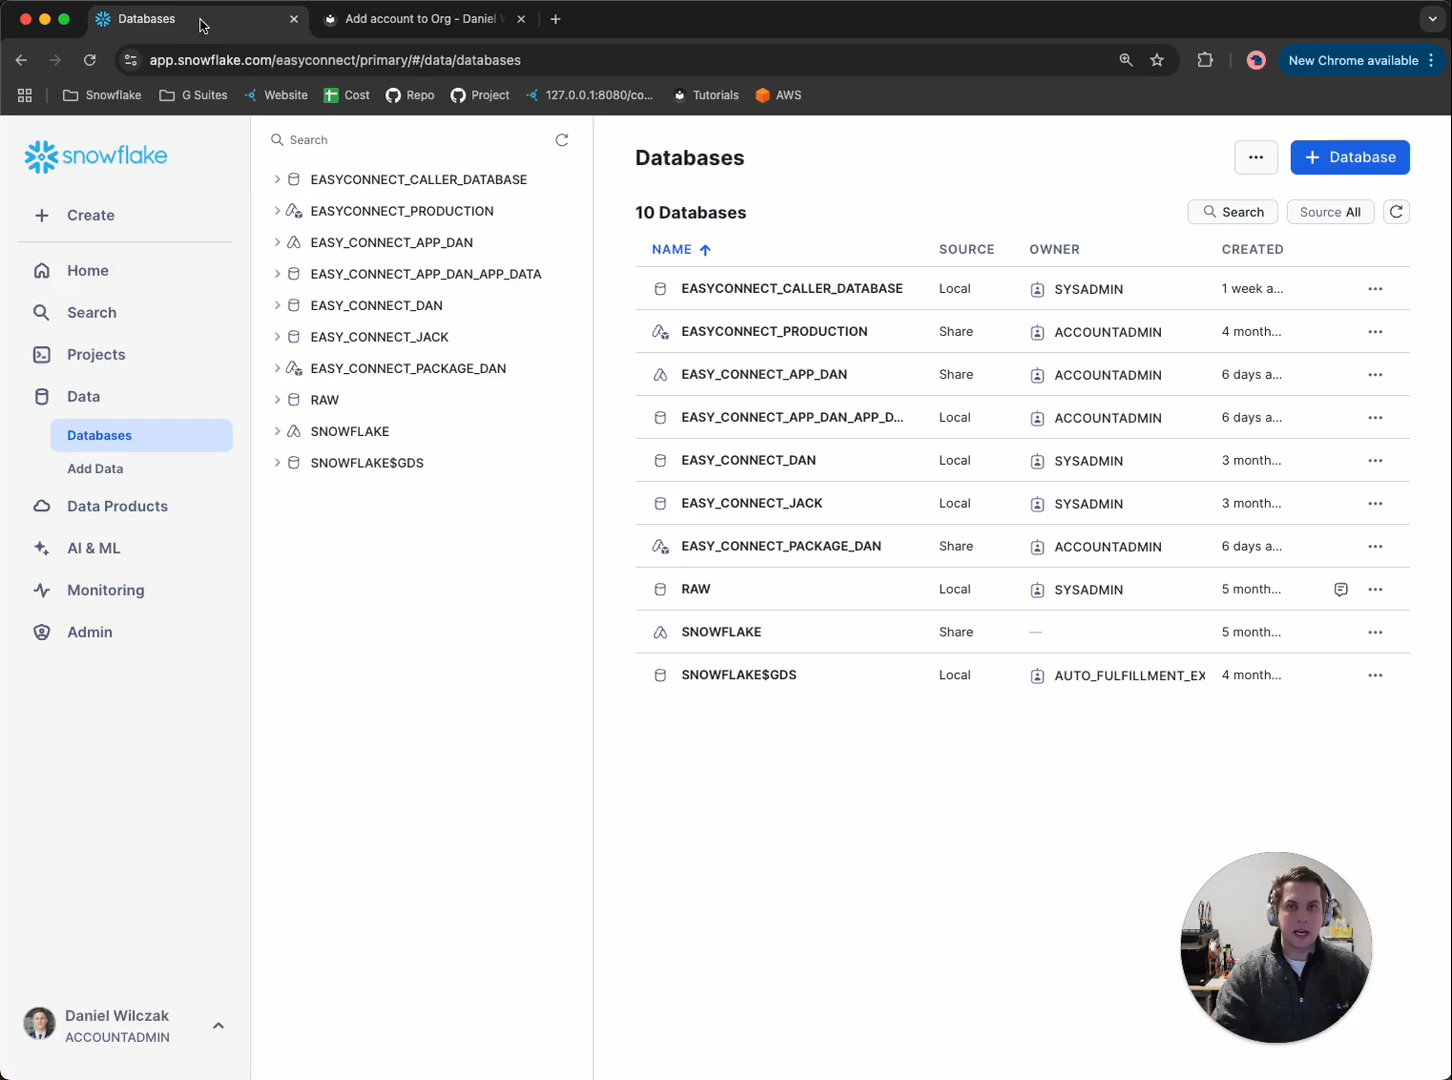 Databases
Add account to Org - Daniel
app.snowflake.com/easyconnect/primary/#/data/databases
New Chrome available
Snowflake
G Suites
Website
Cost
Repo
Project
127.0.0.1:8080/co...
Tutorials
AWS
snowflake
Create
Home
Search
Projects
Data
Databases
Add Data
Data Products
AI & ML
Monitoring
Admin
Daniel Wilczak
ACCOUNTADMIN
Search
EASYCONNECT_CALLER_DATABASE
EASYCONNECT_PRODUCTION
EASY_CONNECT_APP_DAN
EASY_CONNECT_APP_DAN_APP_DATA
EASY_CONNECT_DAN
EASY_CONNECT_JACK
EASY_CONNECT_PACKAGE_DAN
RAW
SNOWFLAKE
SNOWFLAKE$GDS
Databases
... + Database
10 Databases
Search Source All
NAME SOURCE OWNER CREATED
EASYCONNECT_CALLER_DATABASE Local SYSADMIN 1 week a...
EASYCONNECT_PRODUCTION Share ACCOUNTADMIN 4 month...
EASY_CONNECT_APP_DAN Share ACCOUNTADMIN 6 days a...
EASY_CONNECT_APP_DAN_APP_D... Local ACCOUNTADMIN 6 days a...
EASY_CONNECT_DAN Local SYSADMIN 3 month...
EASY_CONNECT_JACK Local SYSADMIN 3 month...
EASY_CONNECT_PACKAGE_DAN Share ACCOUNTADMIN 6 days a...
RAW Local SYSADMIN 5 month...
SNOWFLAKE Share — 5 month...
SNOWFLAKE$GDS Local AUTO_FULFILLMENT_EX 4 month...